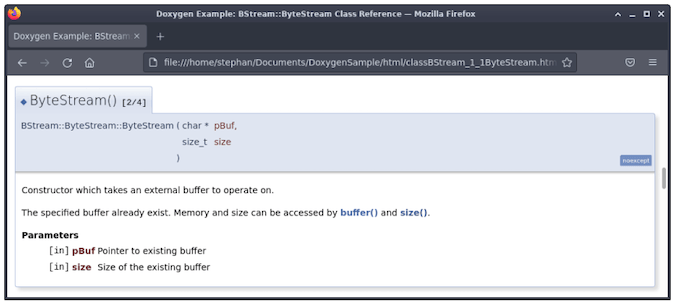 Doxygen Example: BStream::ByteStream Class Reference — Mozilla Firefox
Doxygen Example: BStream
file:///home/stephan/Documents/DoxygenSample/html/classBStream_1_1ByteStream.htm
ByteStream() [2/4]
BStream::ByteStream::ByteStream ( char * pBuf,
size_t size
)
noexcept
Constructor which takes an external buffer to operate on.
The specified buffer already exist. Memory and size can be accessed by buffer() and size().
Parameters
[in] pBuf Pointer to existing buffer
[in] size Size of the existing buffer